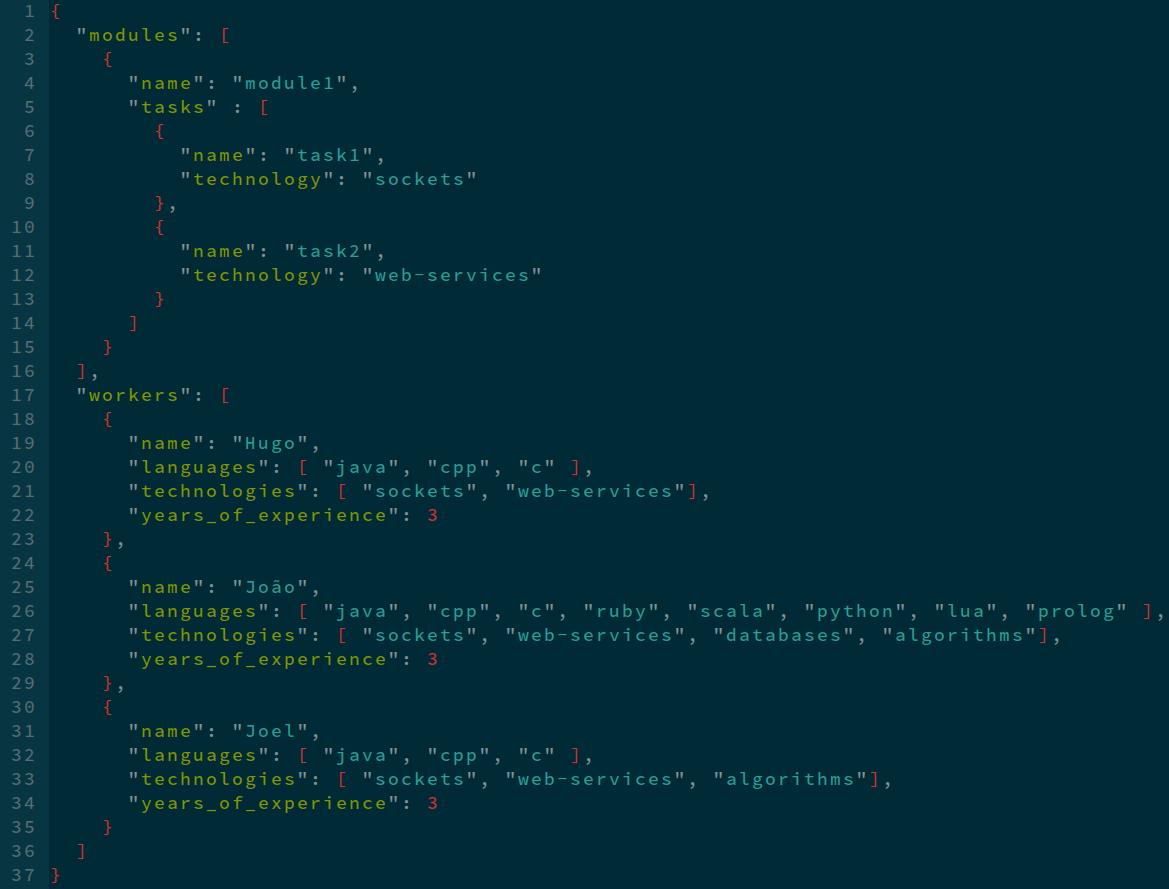 1 {
2   "modules": [
3     {
4       "name": "module1",
5       "tasks" : [
6         {
7           "name": "task1",
8           "technology": "sockets"
9         },
10         {
11           "name": "task2",
12           "technology": "web-services"
13         }
14       ]
15     }
16   ],
17   "workers": [
18     {
19       "name": "Hugo",
20       "languages": [ "java", "cpp", "c" ],
21       "technologies": [ "sockets", "web-services"],
22       "years_of_experience": 3
23     },
24     {
25       "name": "João",
26       "languages": [ "java", "cpp", "c", "ruby", "scala", "python", "lua", "prolog" ],
27       "technologies": [ "sockets", "web-services", "databases", "algorithms"],
28       "years_of_experience": 3
29     },
30     {
31       "name": "Joel",
32       "languages": [ "java", "cpp", "c" ],
33       "technologies": [ "sockets", "web-services", "algorithms"],
34       "years_of_experience": 3
35     }
36   ]
37 }